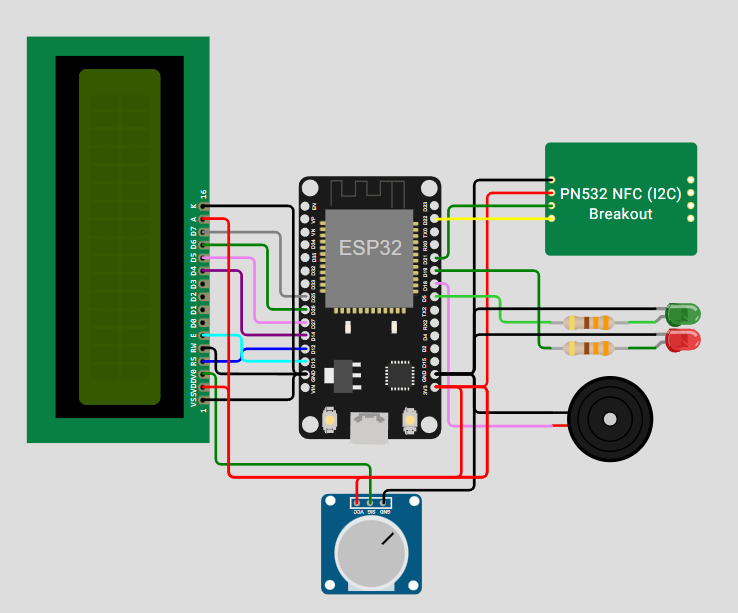 16
K
A
D7
D6
D5
D4
D3
D2
D1
D0
E
RW
RS
V0
VDD
VSS
1
EN
VP
VN
D34
D35
D32
D33
D25
D26
D27
D14
D12
D13
GND
VIN
ESP32
D23
D22
TX0
RX0
D21
D19
D18
D5
TX2
RX2
D4
D2
D15
GND
3V3
PN532 NFC (I2C)
Breakout
VCC
SIG
GND